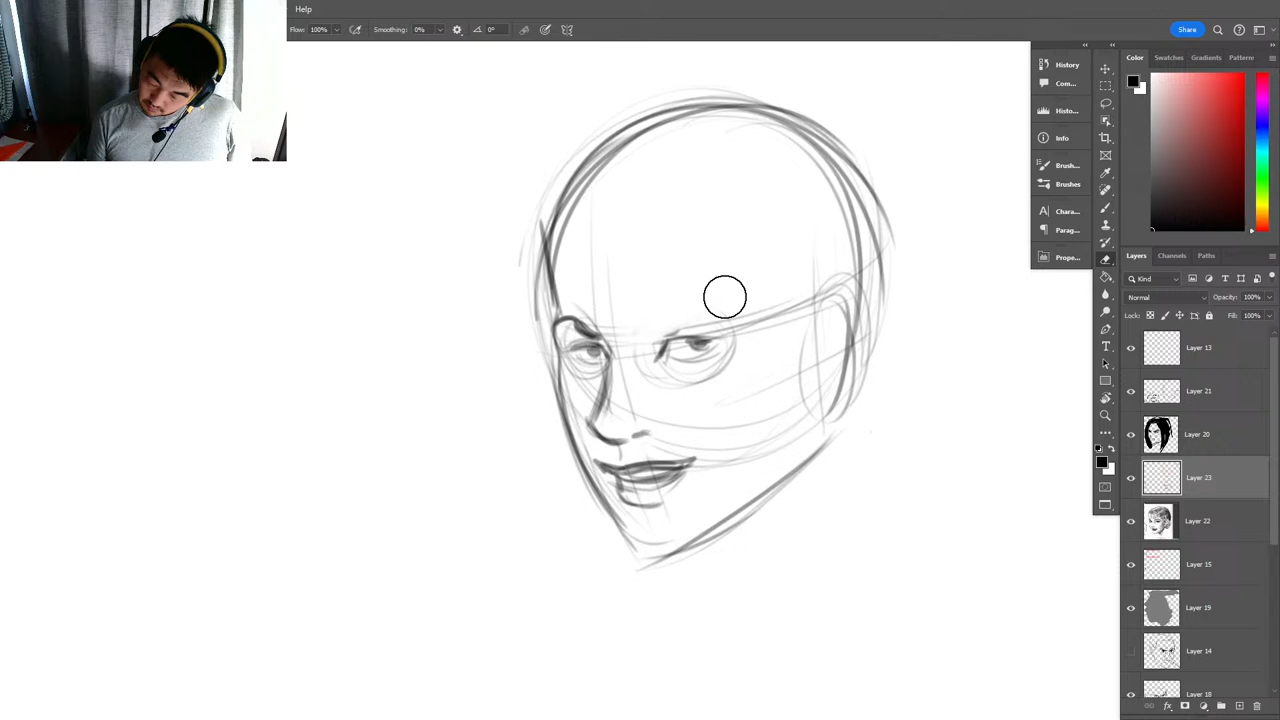 Help
Flow: 100% Smoothing: 0% 0° Share
History
Com...
Histo...
Info
Brush...
Brushes
Chara...
Parag...
Prope...
Color Swatches Gradients Pattern
Layers Channels Paths
Kind
Normal Opacity: 100%
Lock: Fill: 100%
Layer 13
Layer 21
Layer 20
Layer 23
Layer 22
Layer 15
Layer 19
Layer 14
Layer 18